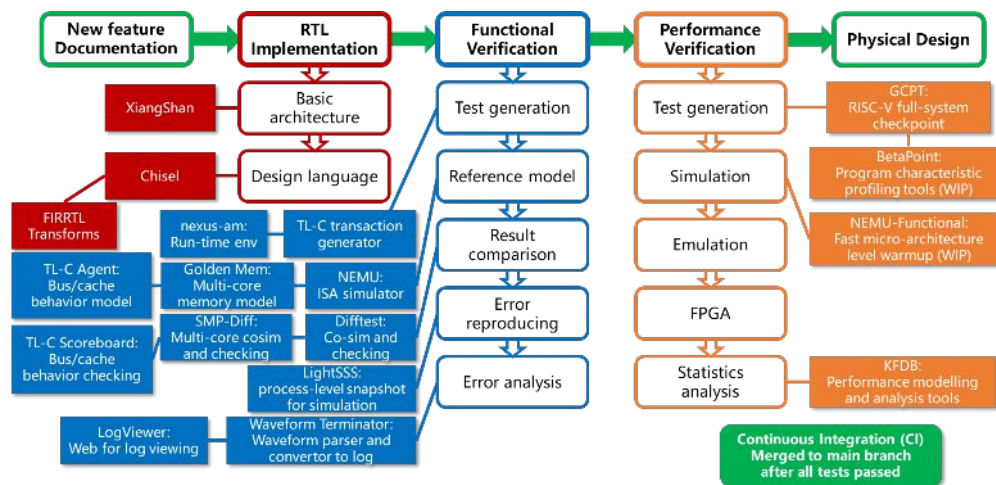 New feature
Documentation
RTL
Implementation
Functional
Verification
Performance
Verification
Physical Design
XiangShan
Basic
architecture
Chisel
Design language
FIRRTL
Transforms
Test generation
Reference model
Result
comparison
Error
reproducing
Error analysis
nexus-am:
Run-time env
TL-C transaction
generator
TL-C Agent:
Bus/cache
behavior model
Golden Mem:
Multi-core
memory model
NEMU:
ISA simulator
TL-C Scoreboard:
Bus/cache
behavior checking
SMP-Diff:
Multi-core cosim
and checking
Difftest:
Co-sim and
checking
LightSSS:
process-level snapshot
for simulation
LogViewer:
Web for log viewing
Waveform Terminator:
Waveform parser and
convertor to log
Test generation
Simulation
Emulation
FPGA
Statistics
analysis
GCPT:
RISC-V full-system
checkpoint
BetaPoint:
Program characteristic
profiling tools (WIP)
NEMU-Functional:
Fast micro-architecture
level warmup (WIP)
KFDB:
Performance modelling
and analysis tools
Continuous Integration (CI)
Merged to main branch
after all tests passed